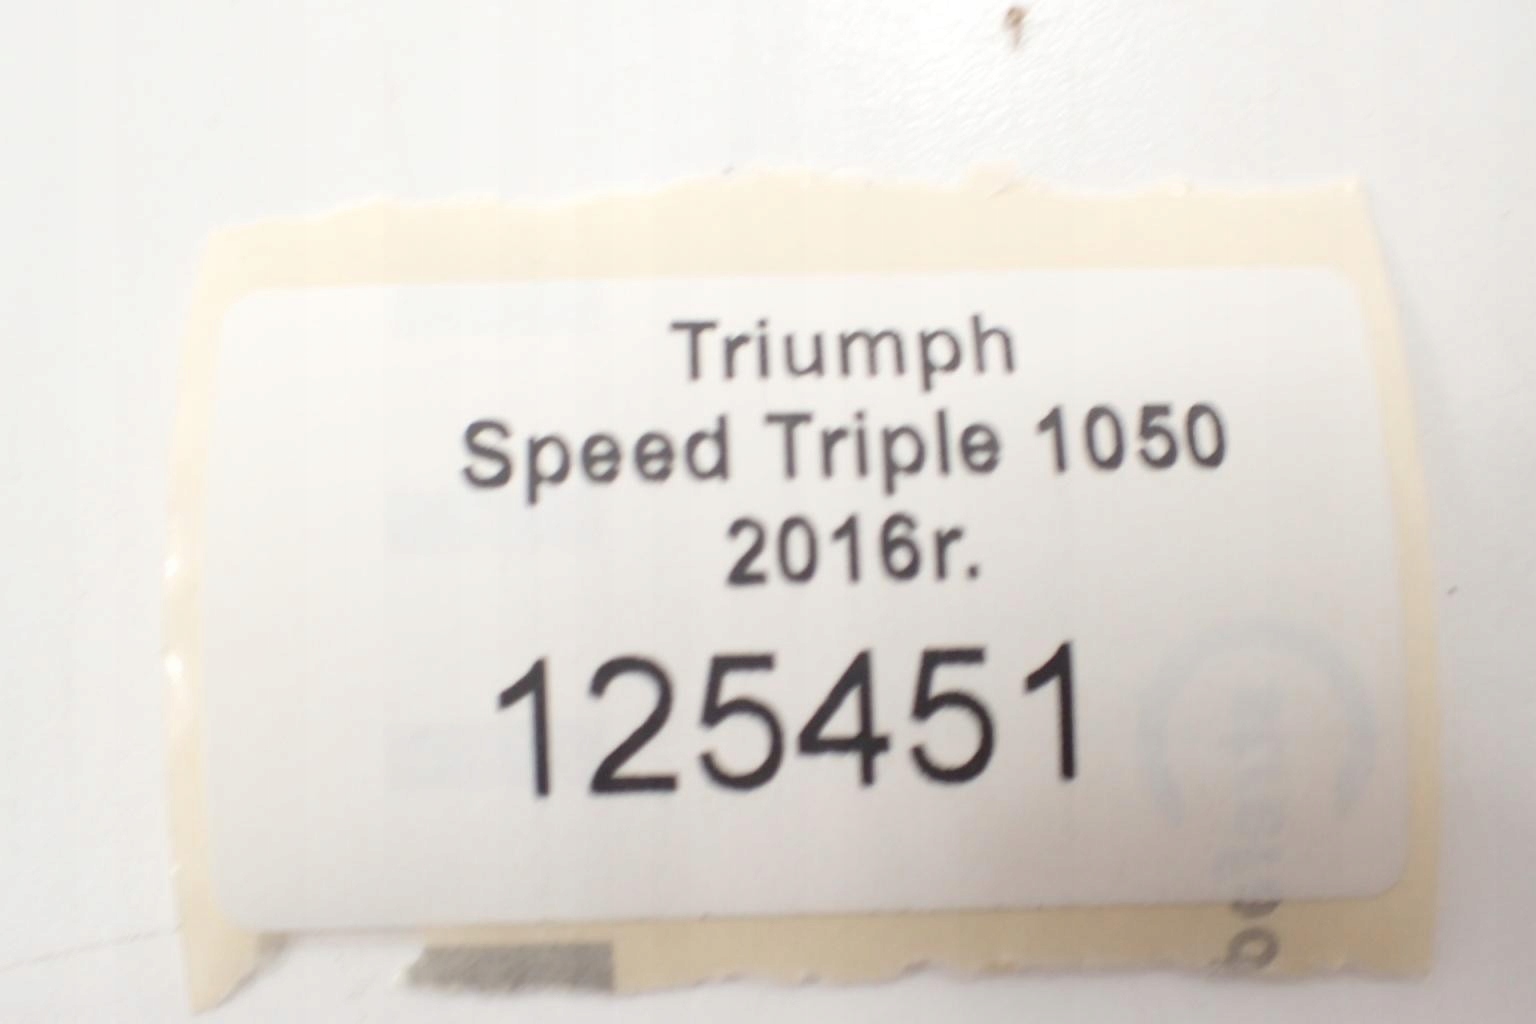 Triumph
Speed Triple 1050
2016r.
125451